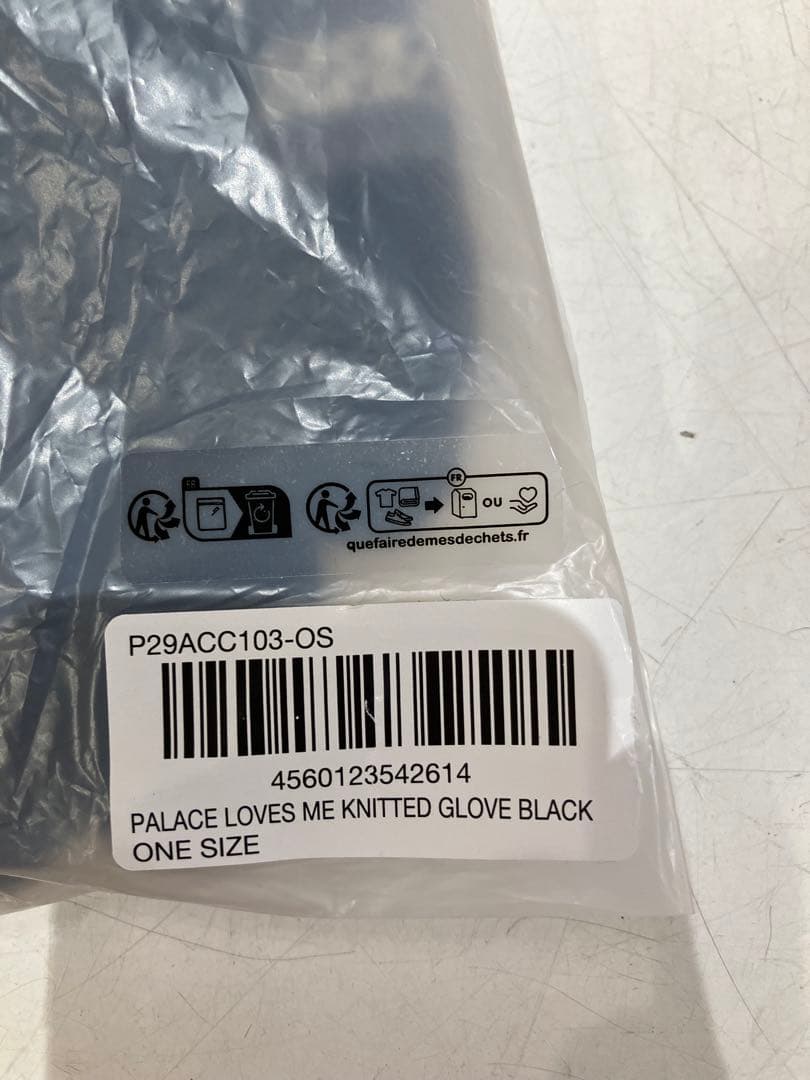 FR
FR
OU
quefairedemesdechets.fr
P29ACC103-OS
4560123542614
PALACE LOVES ME KNITTED GLOVE BLACK
ONE SIZE